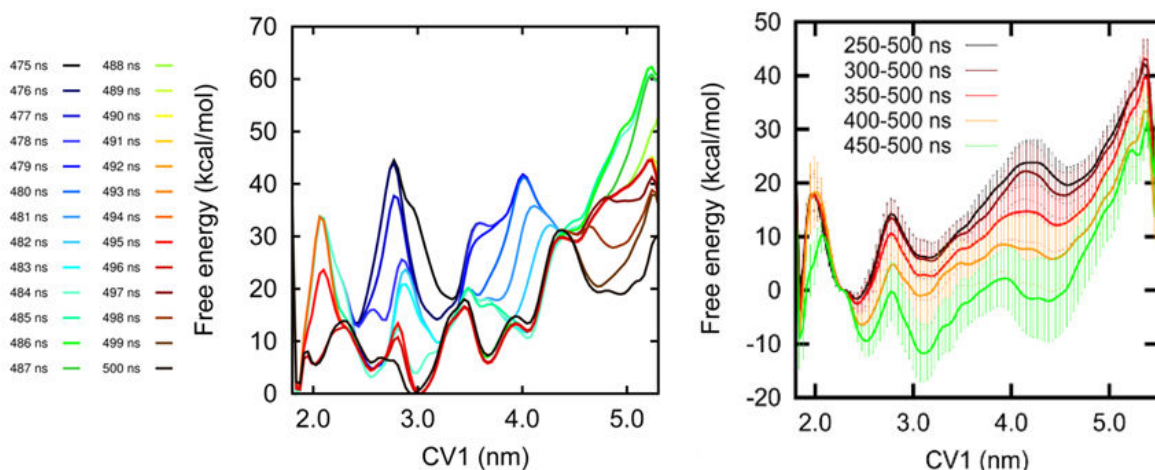 475 ns 488 ns
476 ns 489 ns
477 ns 490 ns
478 ns 491 ns
479 ns 492 ns
480 ns 493 ns
481 ns 494 ns
482 ns 495 ns
483 ns 496 ns
484 ns 497 ns
485 ns 498 ns
486 ns 499 ns
487 ns 500 ns
Free energy (kcal/mol)
70
60
50
40
30
20
10
0
2.0 3.0 4.0 5.0
CV1 (nm)
Free energy (kcal/mol)
50
40
30
20
10
0
-10
-20
250-500 ns
300-500 ns
350-500 ns
400-500 ns
450-500 ns
2.0 3.0 4.0 5.0
CV1 (nm)